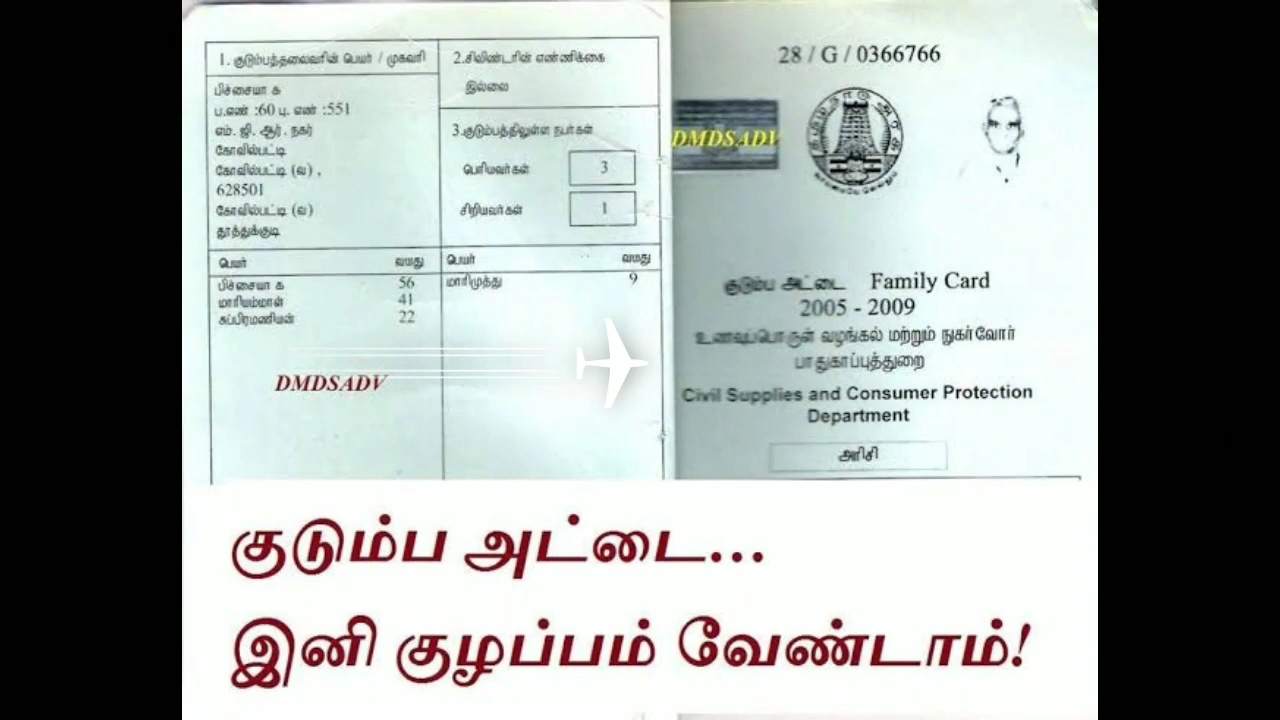 1. குடும்பத்தலைவரின் பெயர் / முகவரி
பிச்சையா க
ப.எண் :60 பு. எண் :551
எம். ஜி. ஆர். நகர்
கோவில்பட்டி
கோவில்பட்டி (வ) ,
628501
கோவில்பட்டி (வ)
தூத்துக்குடி
2.சிலிண்டரின் எண்ணிக்கை
இல்லை
3.குடும்பத்திலுள்ள நபர்கள்
பெரியவர்கள் 3
சிறியவர்கள் 1
பெயர் வயது
பிச்சையா க 56
மாரியம்மாள் 41
சுப்பிரமணியன் 22
பெயர் வயது
மாரிமுத்து 9
DMDSADV
28 / G / 0366766
DMDSADV
குடும்ப அட்டை Family Card
2005 - 2009
உணவுப்பொருள் வழங்கல் மற்றும் நுகர்வோர்
பாதுகாப்புத்துறை
Civil Supplies and Consumer Protection
Department
அரிசி
குடும்ப அட்டை...
இனி குழப்பம் வேண்டாம்!